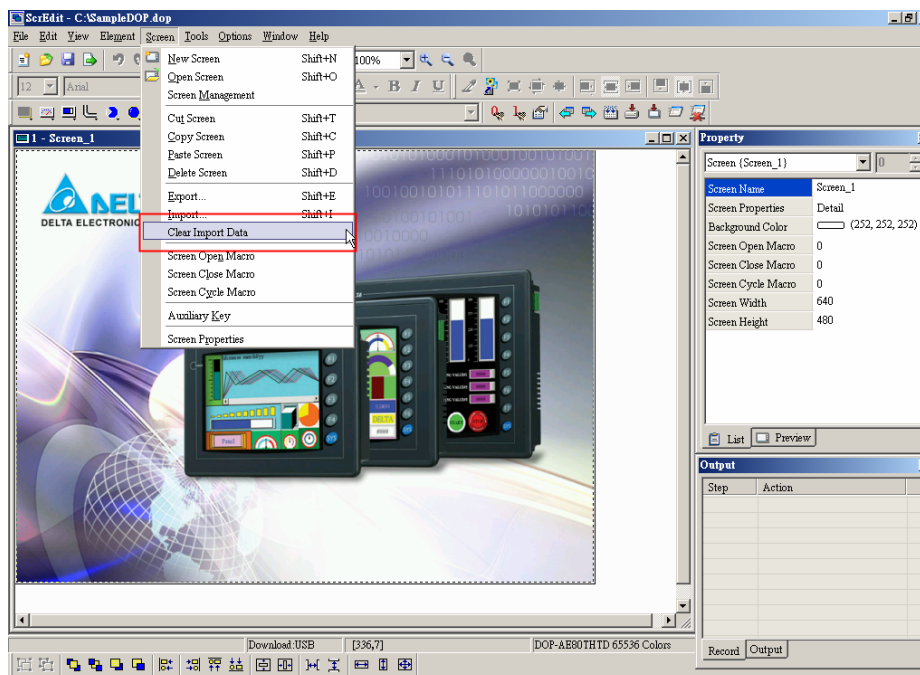 ScrEdit - C:\SampleDOP.dop
File Edit View Element Screen Tools Options Window Help
New Screen Shift+N
Open Screen Shift+O
Screen Management
Cut Screen Shift+T
Copy Screen Shift+C
Paste Screen Shift+P
Delete Screen Shift+D
Export... Shift+E
Import... Shift+I
Clear Import Data
Screen Open Macro
Screen Close Macro
Screen Cycle Macro
Auxiliary Key
Screen Properties
100%
12 Arial
A - B I U
1 - Screen_1
DEL
DELTA ELECTRONIC
Property
Screen {Screen_1} 0
Screen Name Screen_1
Screen Properties Detail
Background Color (252, 252, 252)
Screen Open Macro 0
Screen Close Macro 0
Screen Cycle Macro 0
Screen Width 640
Screen Height 480
List Preview
Output
Step Action
Record Output
Download:USB [336,7] DOP-AE80THTD 65536 Colors